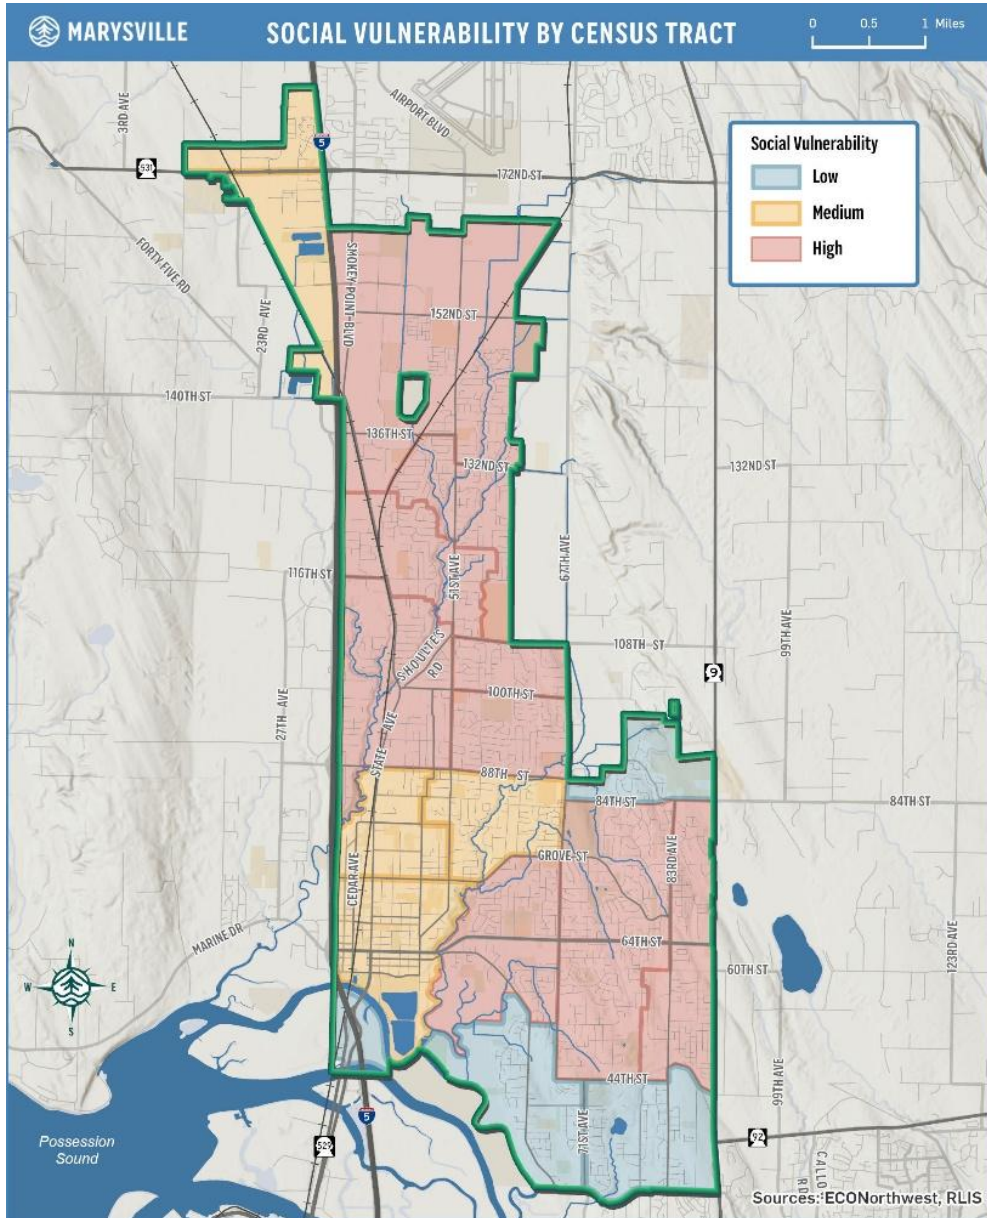 MARYSVILLE
SOCIAL VULNERABILITY BY CENSUS TRACT
0 0.5 1 Miles
Social Vulnerability
Low
Medium
High
3RD AVE
AIRPORT BLVD
5
531
172ND ST
FORTY FIVE RD
23RD AVE
SMOKEY POINT BLVD
152ND ST
140TH ST
136TH ST
132ND ST
132ND ST
116TH ST
51ST AVE
67TH AVE
99TH AVE
SHOULTES RD
108TH ST
9
100TH ST
27TH AVE
STATE AVE
88TH ST
84TH ST
84TH ST
GROVE ST
83RD AVE
CEDAR AVE
MARINE DR
64TH ST
60TH ST
123RD AVE
N
W E
S
44TH ST
99TH AVE
71ST AVE
5
529
92
Possession
Sound
CALLO
RD
Sources: ECONorthwest, RLIS